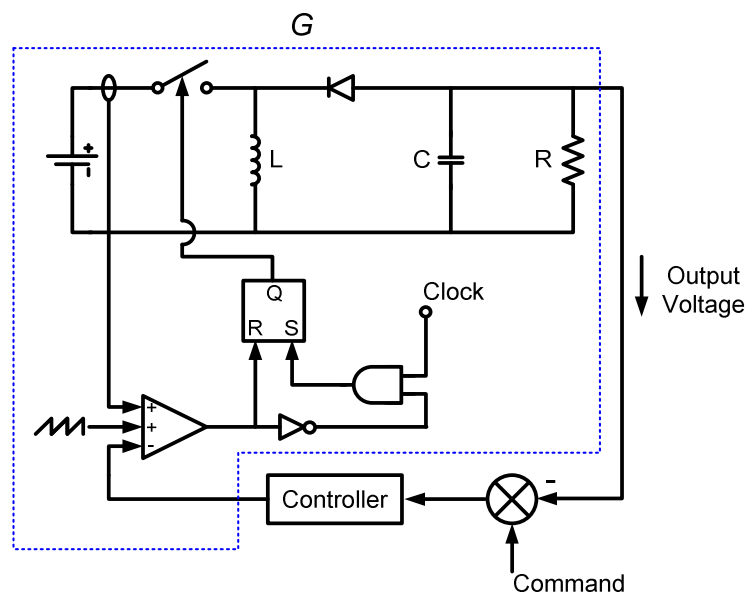 G
+
-
L
C
R
Q
R S
Clock
Output
Voltage
+
+
-
Controller
-
Command